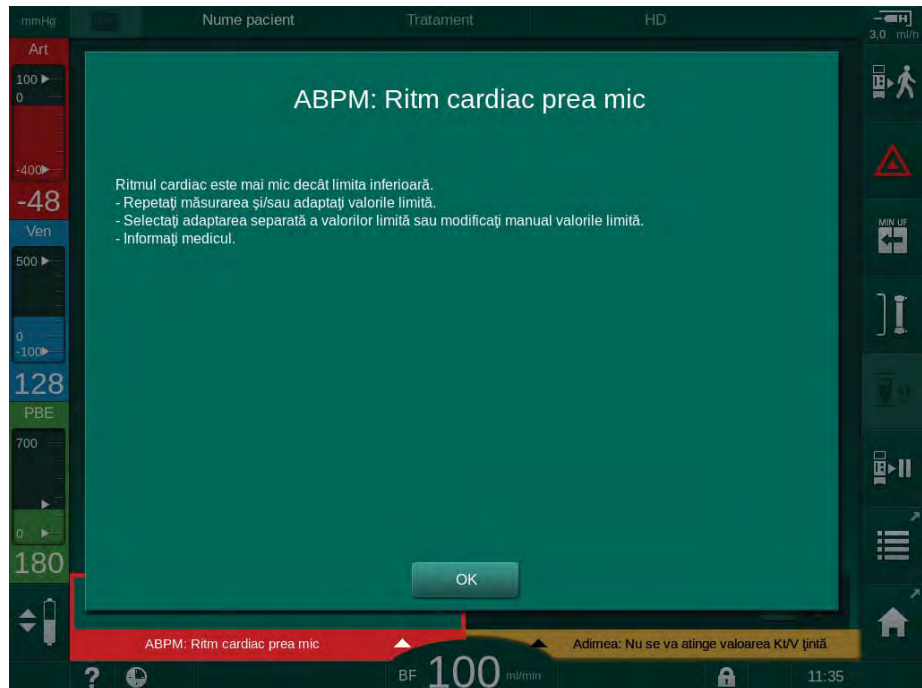 mmHg
Nume pacient
Tratament
HD
3,0 ml/h
Art
100
0
-400
-48
Ven
500
0
-100
128
PBE
700
0
180
ABPM: Ritm cardiac prea mic
Ritmul cardiac este mai mic decât limita inferioară.
- Repetaţi măsurarea şi/sau adaptaţi valorile limită.
- Selectaţi adaptarea separată a valorilor limită sau modificaţi manual valorile limită.
- Informaţi medicul.
OK
MIN UF
ABPM: Ritm cardiac prea mic
Adimea: Nu se va atinge valoarea Kt/V ţintă
? BF 100 ml/min
11:35